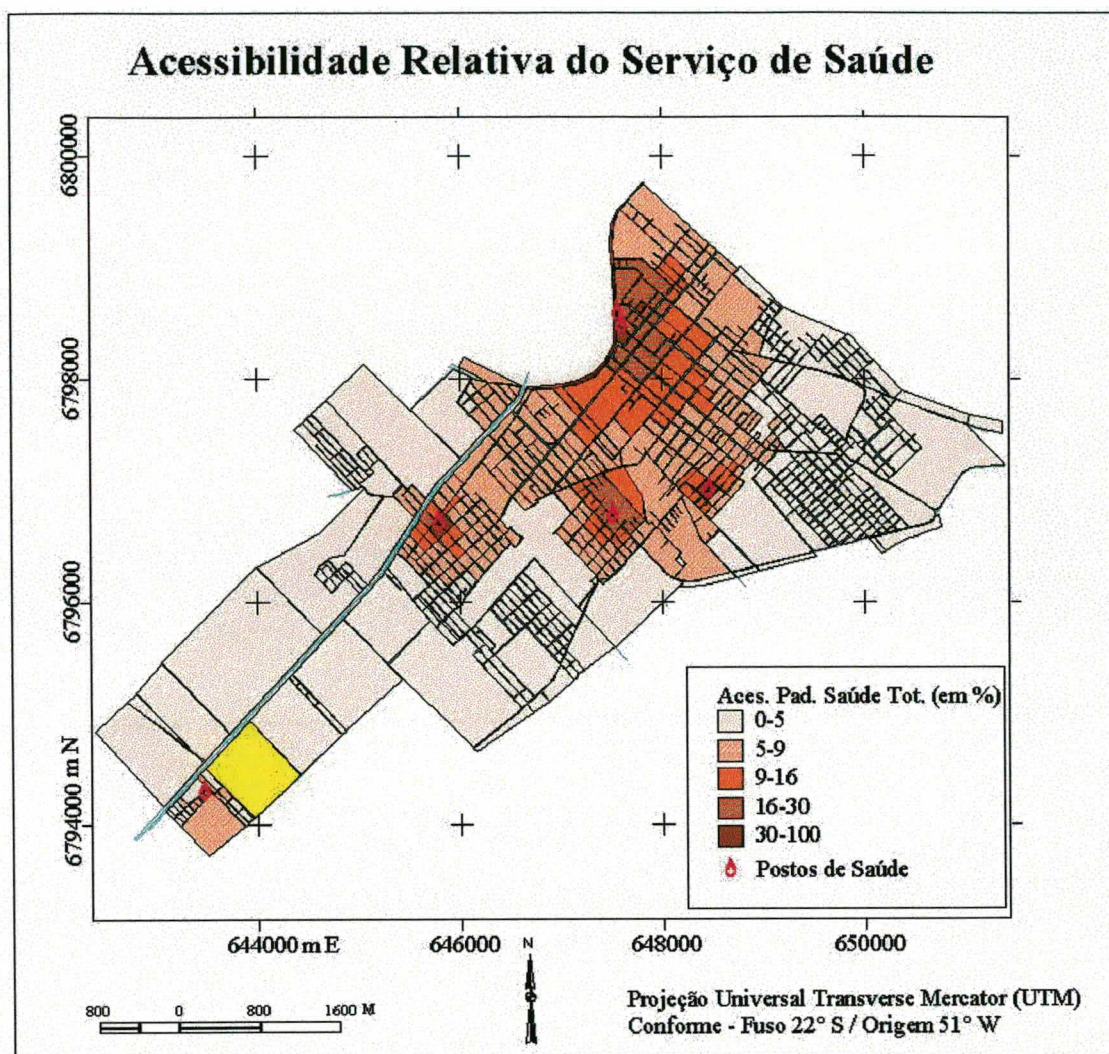 Acessibilidade Relativa do Serviço de Saúde
6800000
6798000
6796000
6794000 m N
644000 m E
646000
648000
650000
Aces. Pad. Saúde Tot. (em %)
0-5
5-9
9-16
16-30
30-100
Postos de Saúde
N
800 0 800 1600 M
Projeção Universal Transverse Mercator (UTM)
Conforme - Fuso 22° S / Origem 51° W